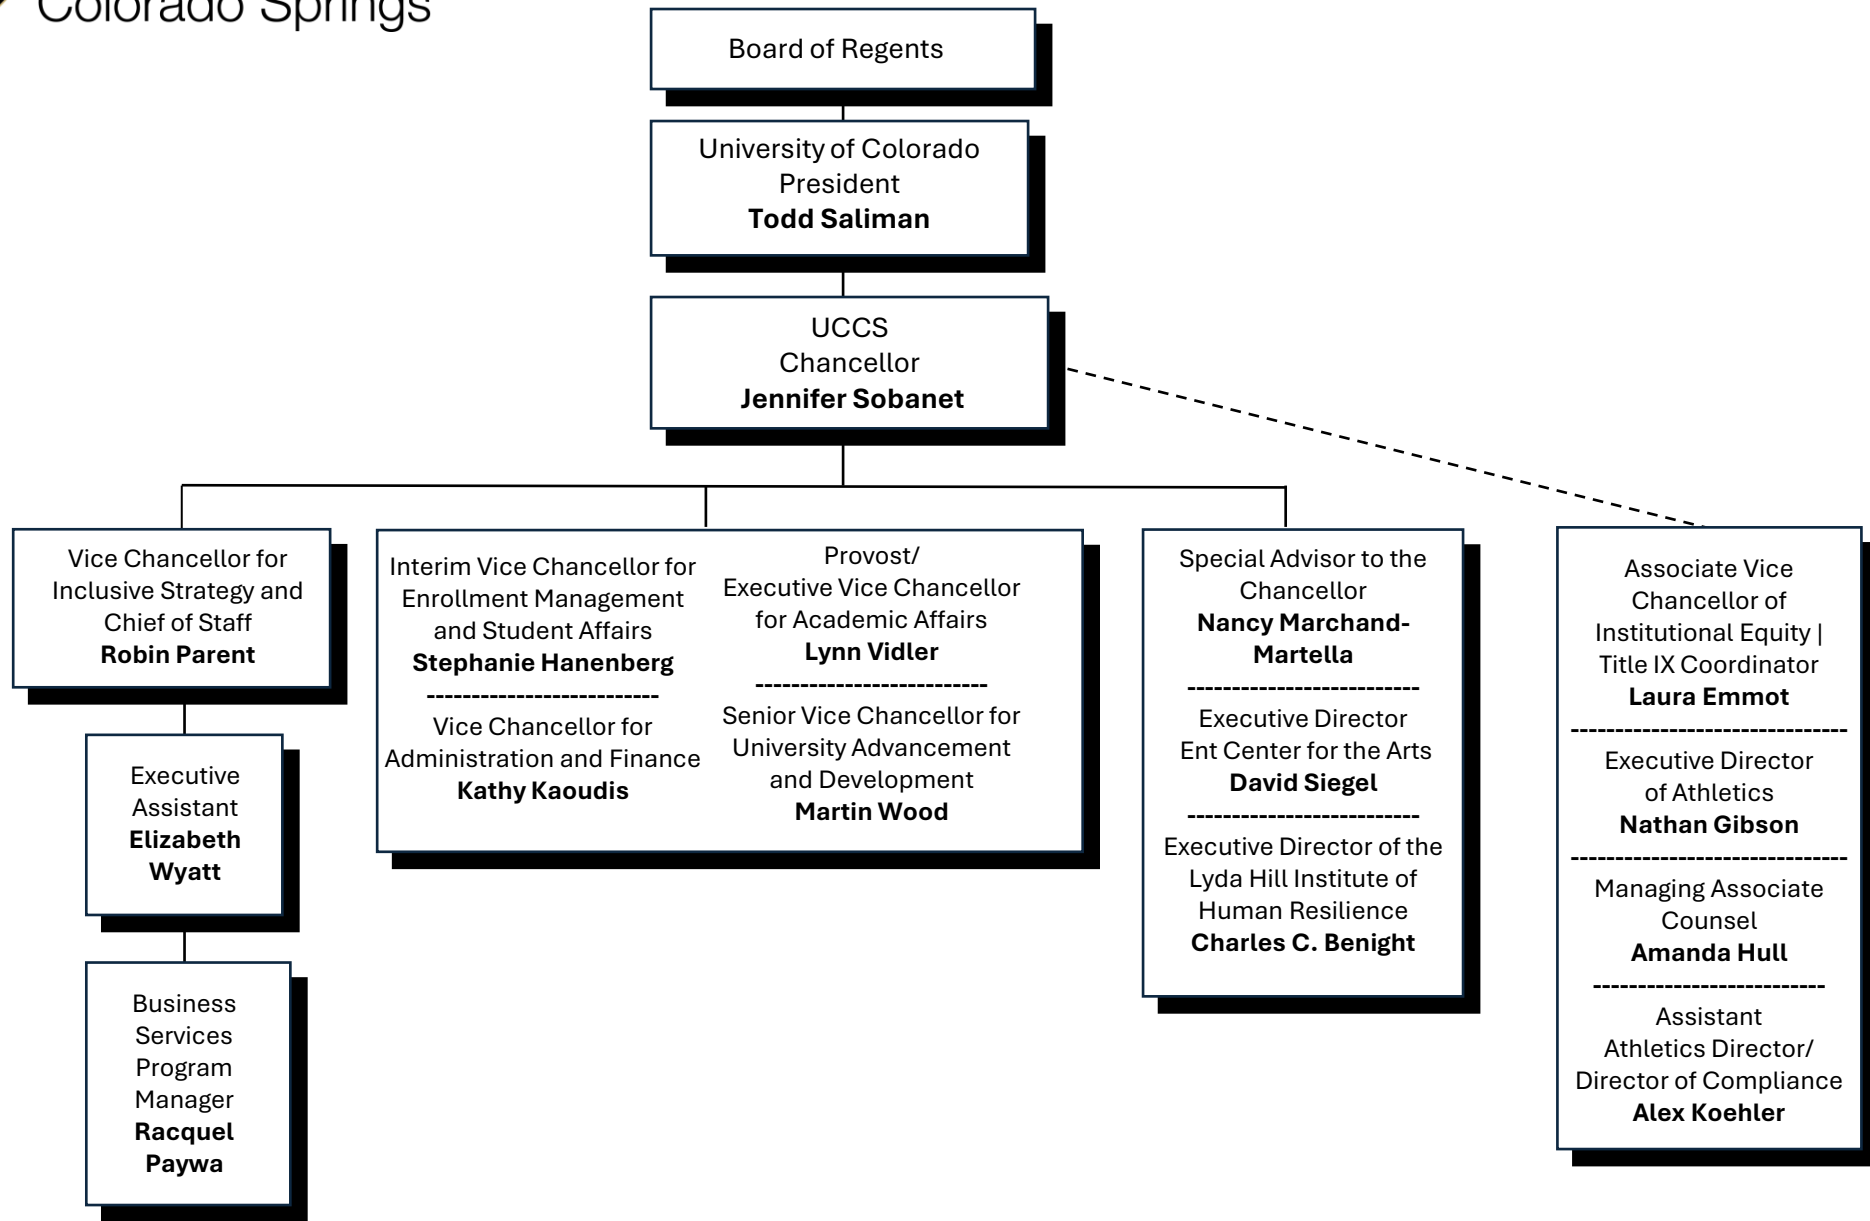 Colorado Springs
Board of Regents
University of Colorado
President
Todd Saliman
UCCS
Chancellor
Jennifer Sobanet
Vice Chancellor for
Inclusive Strategy and
Chief of Staff
Robin Parent
Executive
Assistant
Elizabeth
Wyatt
Business
Services
Program
Manager
Racquel
Paywa
Interim Vice Chancellor for
Enrollment Management
and Student Affairs
Stephanie Hanenberg
--------------------------
Vice Chancellor for
Administration and Finance
Kathy Kaoudis
Provost/
Executive Vice Chancellor
for Academic Affairs
Lynn Vidler
--------------------------
Senior Vice Chancellor for
University Advancement
and Development
Martin Wood
Special Advisor to the
Chancellor
Nancy Marchand-
Martella
--------------------------
Executive Director
Ent Center for the Arts
David Siegel
--------------------------
Executive Director of the
Lyda Hill Institute of
Human Resilience
Charles C. Benight
Associate Vice
Chancellor of
Institutional Equity |
Title IX Coordinator
Laura Emmot
-------------------------------
Executive Director
of Athletics
Nathan Gibson
-------------------------------
Managing Associate
Counsel
Amanda Hull
--------------------------
Assistant
Athletics Director/
Director of Compliance
Alex Koehler